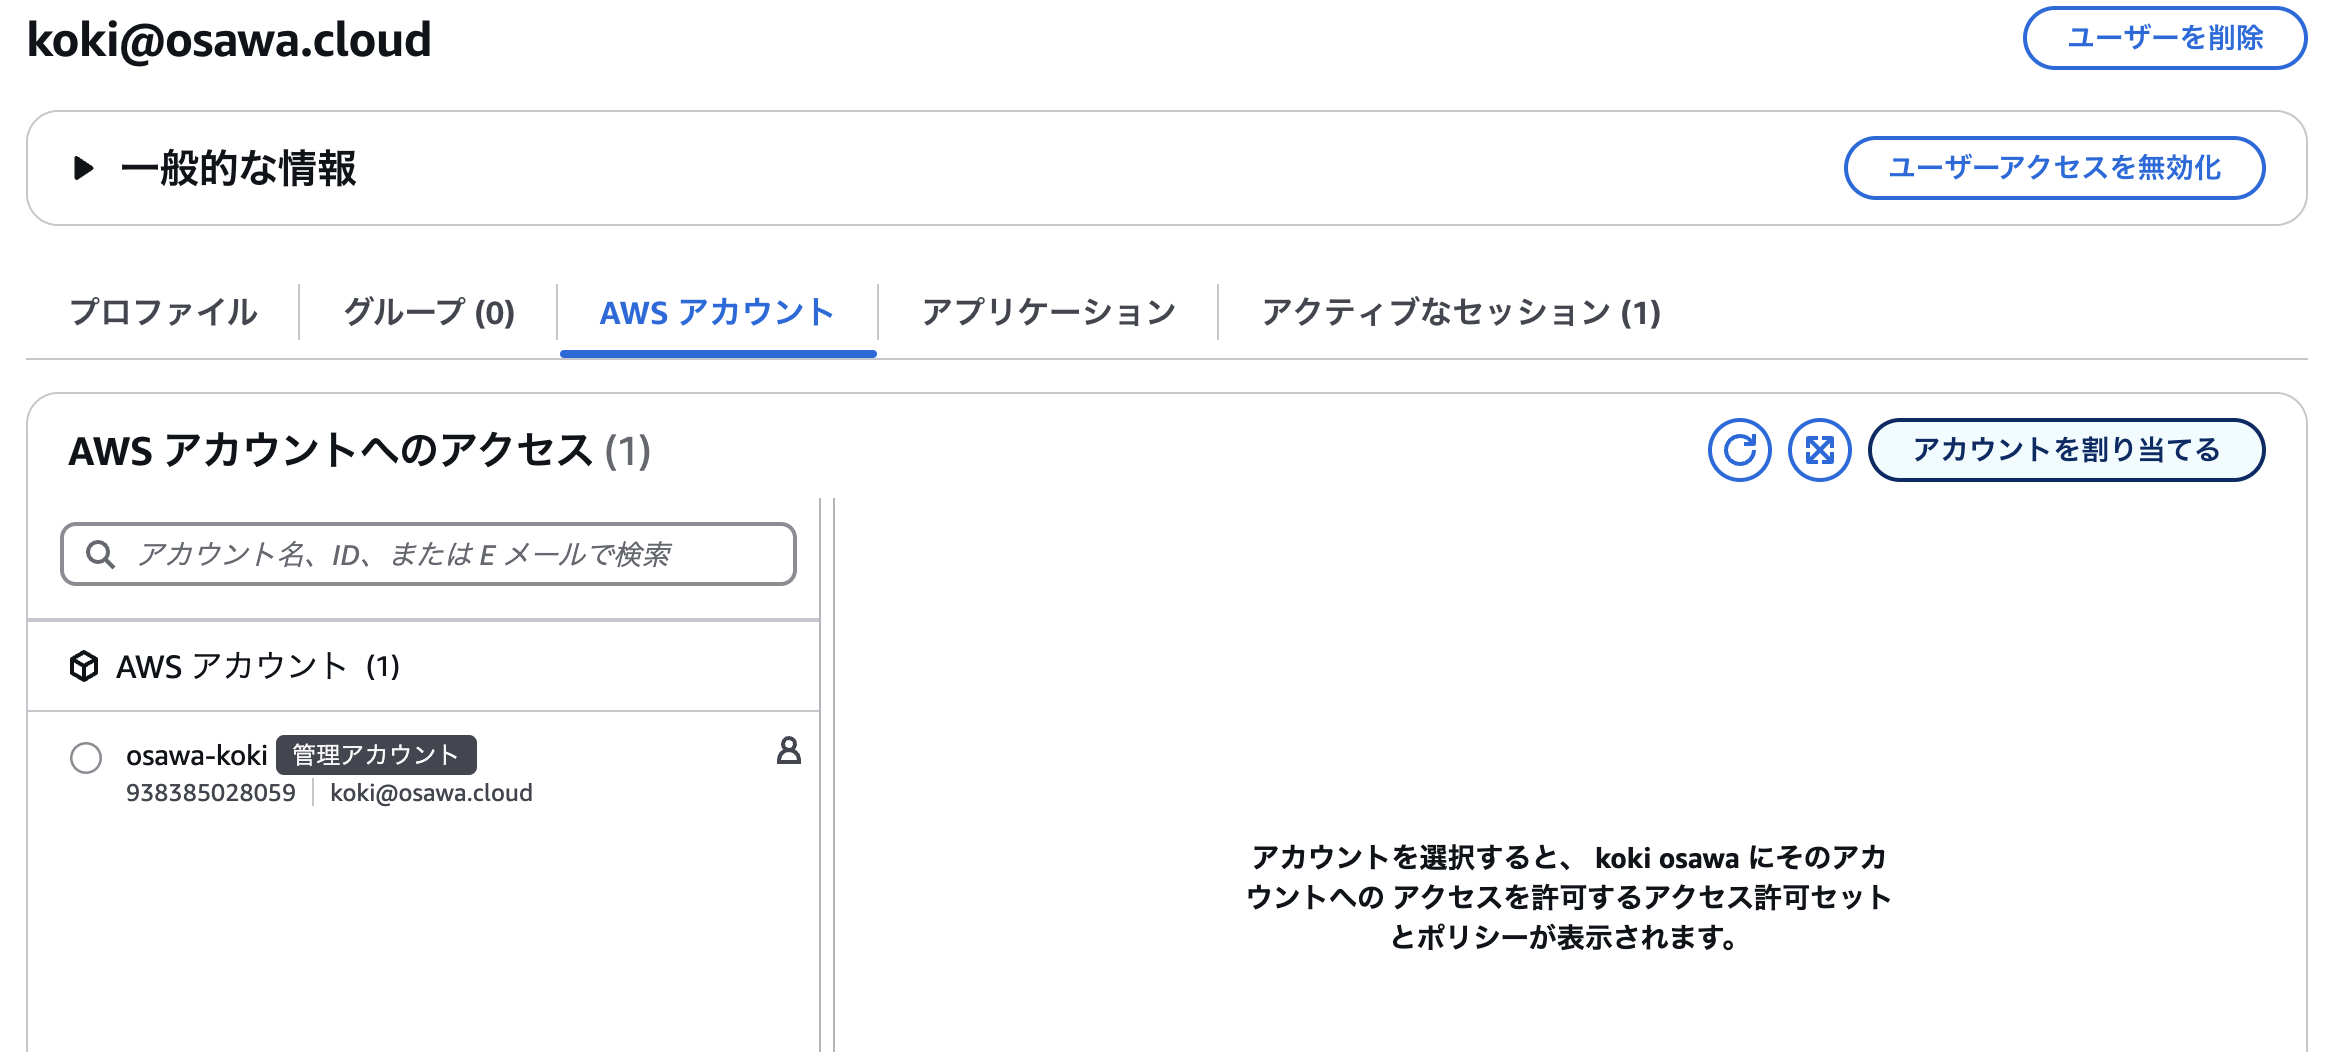 koki@osawa.cloud
ユーザーを削除
一般的な情報
ユーザーアクセスを無効化
プロファイル
グループ (0)
AWS アカウント
アプリケーション
アクティブなセッション (1)
AWS アカウントへのアクセス (1)
アカウントを割り当てる
アカウント名、ID、または E メールで検索
AWS アカウント (1)
osawa-koki 管理アカウント
938385028059 koki@osawa.cloud
アカウントを選択すると、 koki osawa にそのアカ
ウントへの アクセスを許可するアクセス許可セット
とポリシーが表示されます。